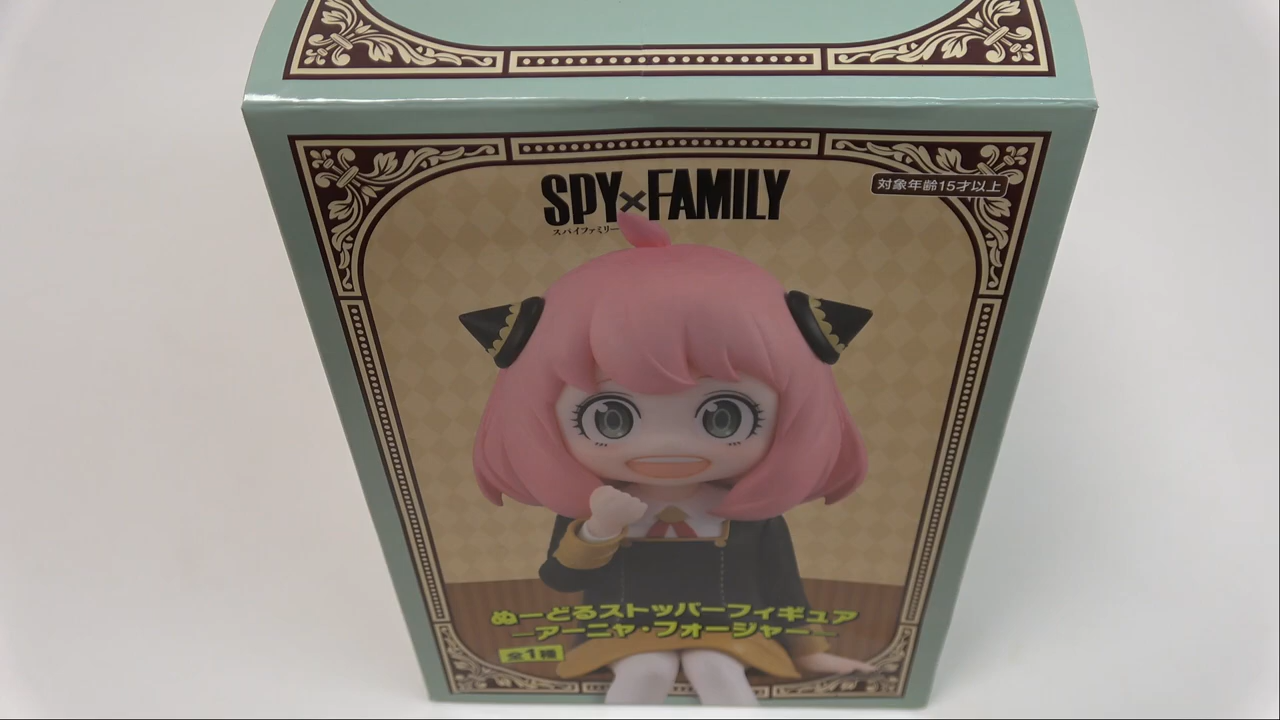 SPY×FAMILY
スパイファミリー
対象年齢15才以上
ぬーどるストッパーフィギュア
―アーニャ・フォージャー―
全1種